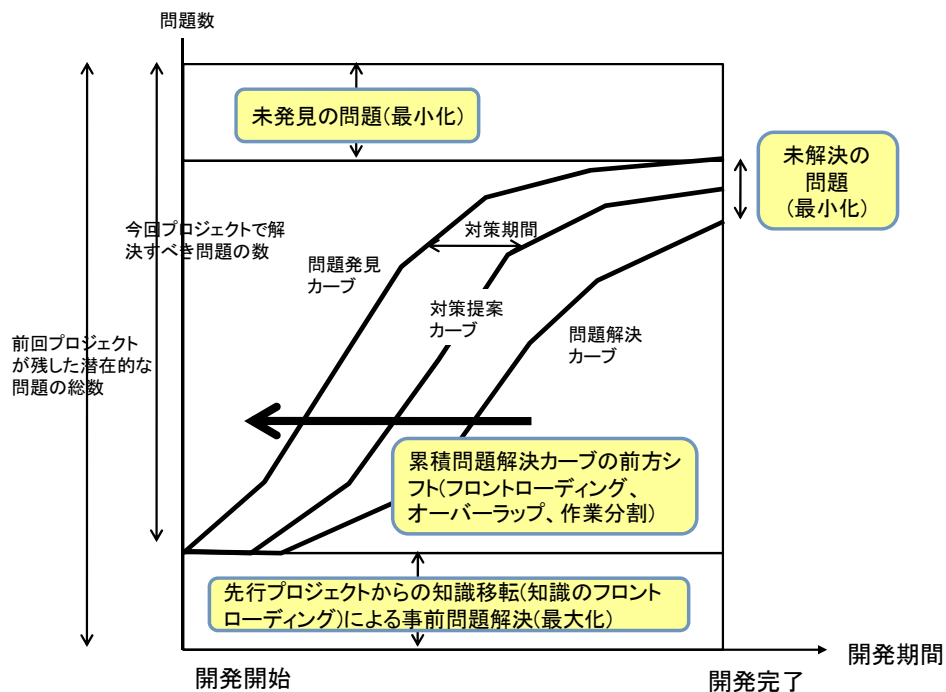 問題数
未発見の問題(最小化)
未解決の
問題
(最小化)
今回プロジェクトで解
決すべき問題の数
対策期間
問題発見
カーブ
対策提案
カーブ
問題解決
カーブ
前回プロジェクト
が残した潜在的な
問題の総数
累積問題解決カーブの前方シ
フト(フロントローディング、
オーバーラップ、作業分割)
先行プロジェクトからの知識移転(知識のフロント
ローディング)による事前問題解決(最大化)
開発期間
開発開始
開発完了